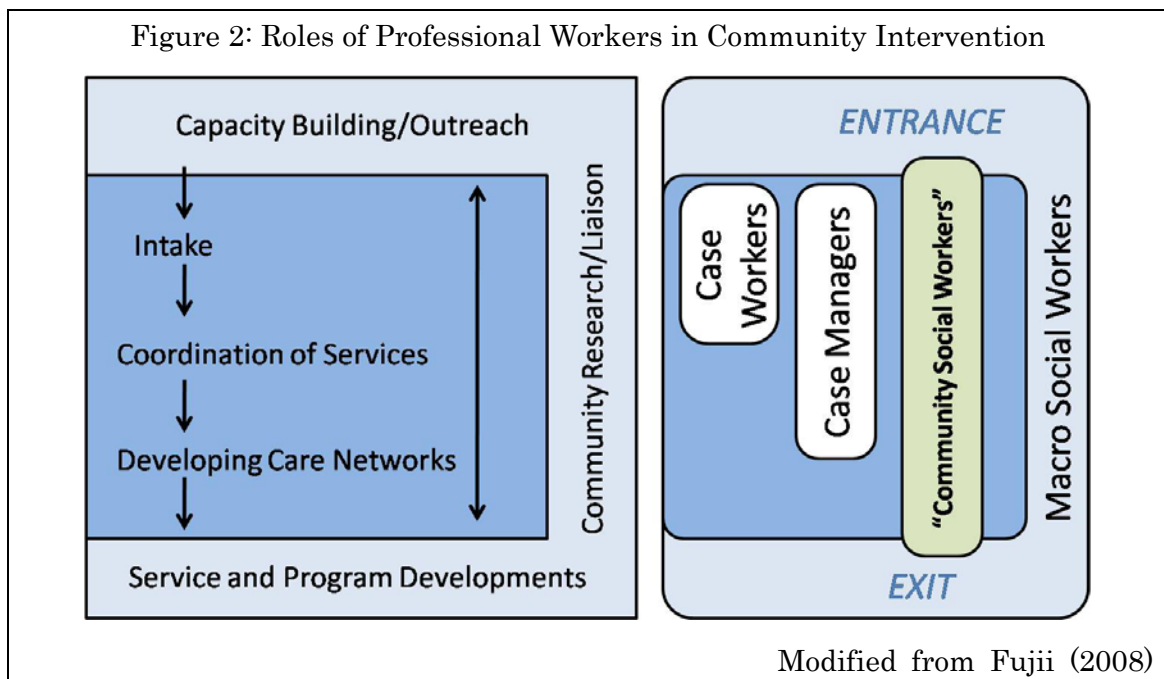 Figure 2: Roles of Professional Workers in Community Intervention
Capacity Building/Outreach
Intake
Coordination of Services
Developing Care Networks
Service and Program Developments
Community Research/Liaison
ENTRANCE
Case
Workers
Case Managers
“Community Social Workers”
Macro Social Workers
EXIT
Modified from Fujii (2008)